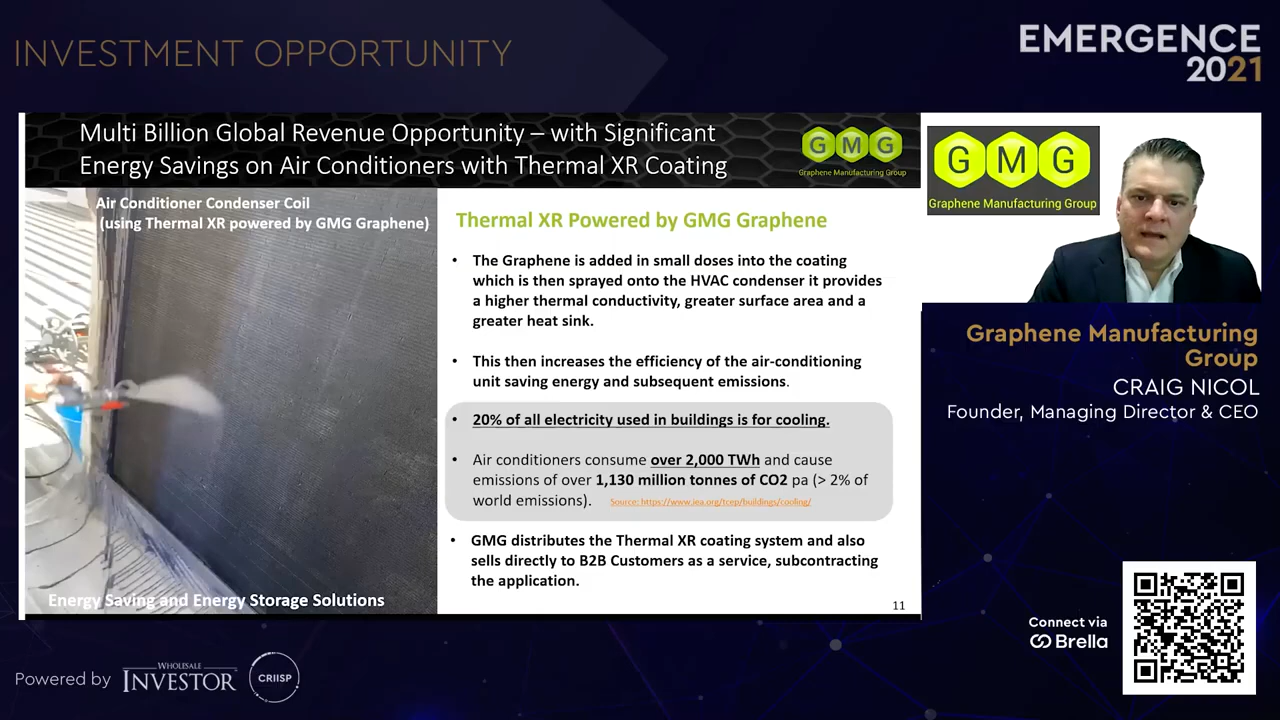 INVESTMENT OPPORTUNITY
EMERGENCE
2021
Multi Billion Global Revenue Opportunity – with Significant
Energy Savings on Air Conditioners with Thermal XR Coating
G M G
Graphene Manufacturing Group
G M G
Graphene Manufacturing Group
Air Conditioner Condenser Coil
(using Thermal XR powered by GMG Graphene)
Energy Saving and Energy Storage Solutions
Thermal XR Powered by GMG Graphene
• The Graphene is added in small doses into the coating
which is then sprayed onto the HVAC condenser it provides
a higher thermal conductivity, greater surface area and a
greater heat sink.
• This then increases the efficiency of the air-conditioning
unit saving energy and subsequent emissions.
• 20% of all electricity used in buildings is for cooling.
• Air conditioners consume over 2,000 TWh and cause
emissions of over 1,130 million tonnes of CO2 pa (> 2% of
world emissions). Source: https://www.iea.org/tcep/buildings/cooling/
• GMG distributes the Thermal XR coating system and also
sells directly to B2B Customers as a service, subcontracting
the application.
11
Graphene Manufacturing
Group
CRAIG NICOL
Founder, Managing Director & CEO
Connect via
Brella
Powered by
WHOLESALE
INVESTOR
CRIISP